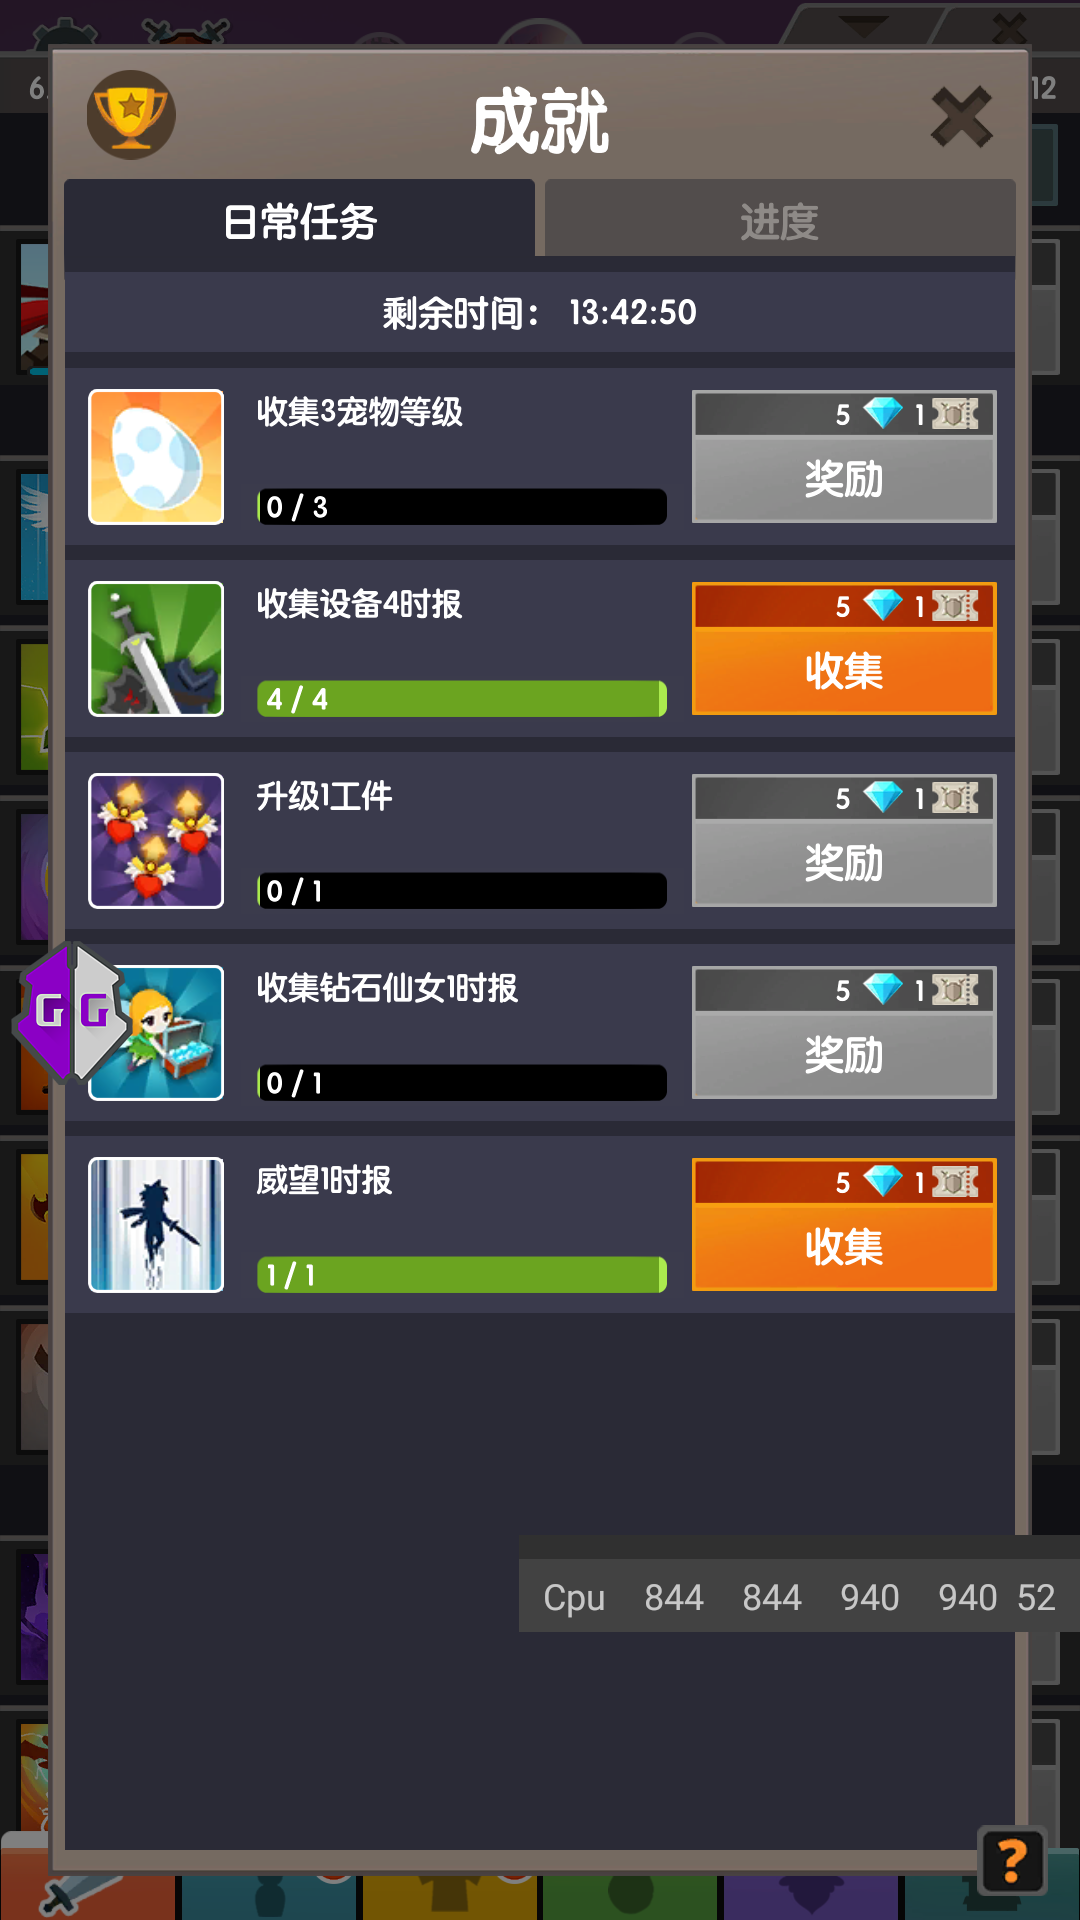 6.
12
成就
日常任务
进度
剩余时间： 13:42:50
收集3宠物等级
5 1
0 / 3
奖励
收集设备4时报
5 1
4 / 4
收集
升级1工件
5 1
0 / 1
奖励
GG
收集钻石仙女1时报
5 1
0 / 1
奖励
威望1时报
5 1
1 / 1
收集
Cpu 844 844 940 940 52
?